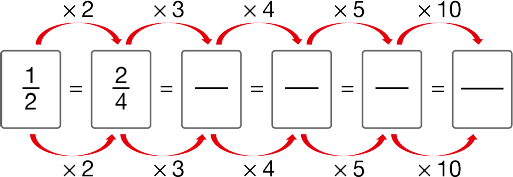 ×2 ×3 ×4 ×5 ×10
1/2 = 2/4 = — = — = — = —
×2 ×3 ×4 ×5 ×10